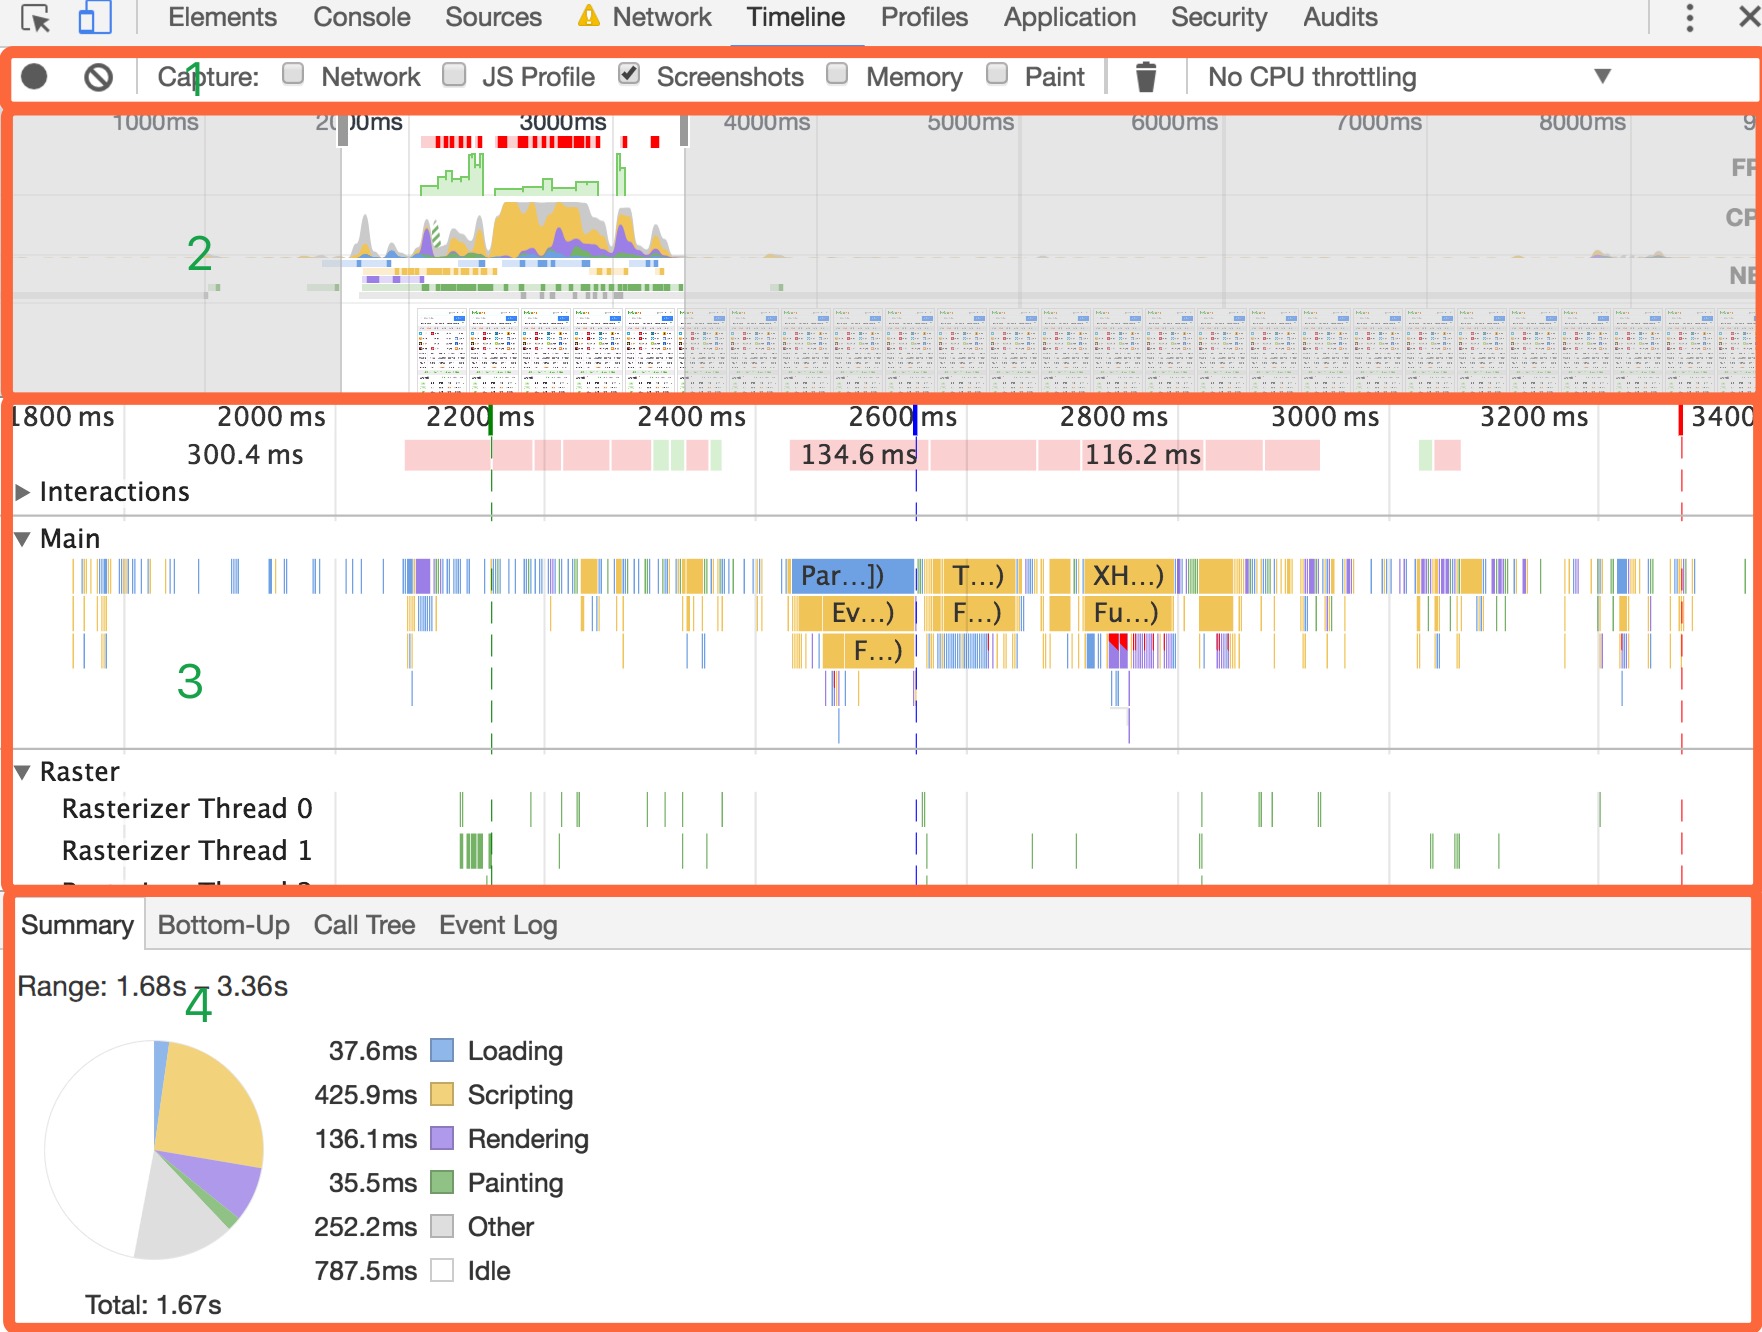 Elements Console Sources Network Timeline Profiles Application Security Audits
1
Capture: Network JS Profile Screenshots Memory Paint No CPU throttling
1000ms 2000ms 3000ms 4000ms 5000ms 6000ms 7000ms 8000ms 9
FP
CP
2
NE
1800 ms 2000 ms 2200 ms 2400 ms 2600 ms 2800 ms 3000 ms 3200 ms 3400
300.4 ms 134.6 ms 116.2 ms
Interactions
Main
Par...]) T...) XH...)
Ev...) F...) Fu...)
F...)
3
Raster
Rasterizer Thread 0
Rasterizer Thread 1
Summary Bottom-Up Call Tree Event Log
Range: 1.68s – 3.36s
4
37.6ms Loading
425.9ms Scripting
136.1ms Rendering
35.5ms Painting
252.2ms Other
787.5ms Idle
Total: 1.67s